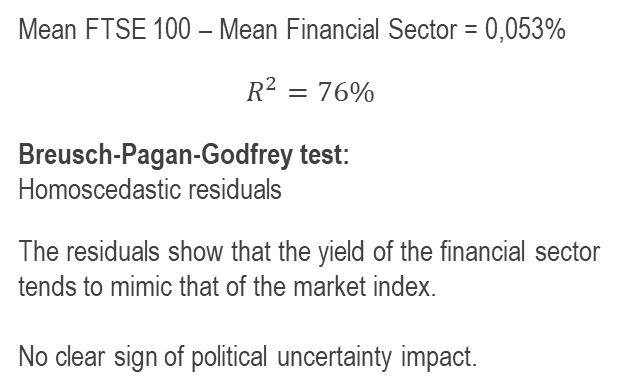 Mean FTSE 100 – Mean Financial Sector = 0,053%
R² = 76%
Breusch-Pagan-Godfrey test:
Homoscedastic residuals
The residuals show that the yield of the financial sector
tends to mimic that of the market index.
No clear sign of political uncertainty impact.